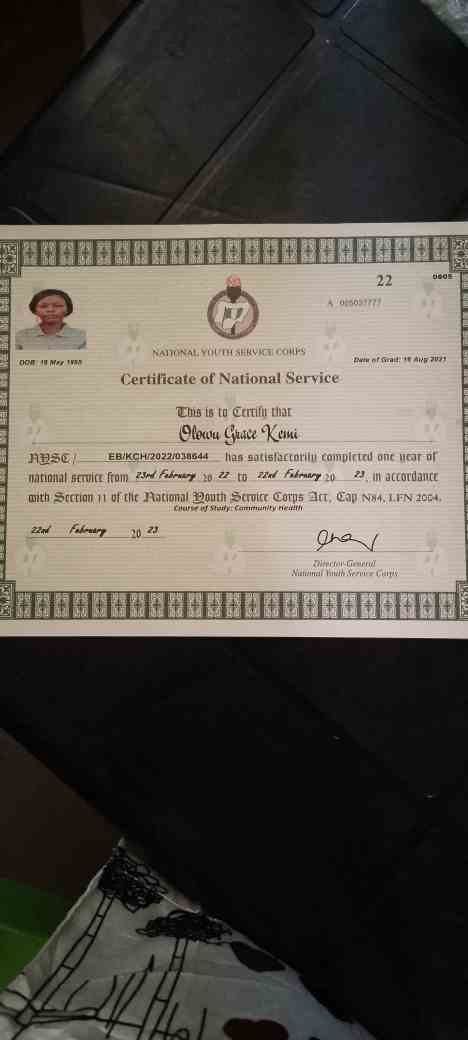 22
0605
A 005037777
NATIONAL YOUTH SERVICE CORPS
DOB: 19 May 1995
Date of Grad: 16 Aug 2021
Certificate of National Service
This is to Certify that
Olowu Grace Kemi
NYSC/ EB/KCH/2022/038644 has satisfactorily completed one year of
national service from 23rd February 20 22 to 22nd February 20 23, in accordance
with Section 11 of the National Youth Service Corps Act, Cap N84, LFN 2004.
Course of Study: Community Health
22nd February 20 23
Director-General
National Youth Service Corps